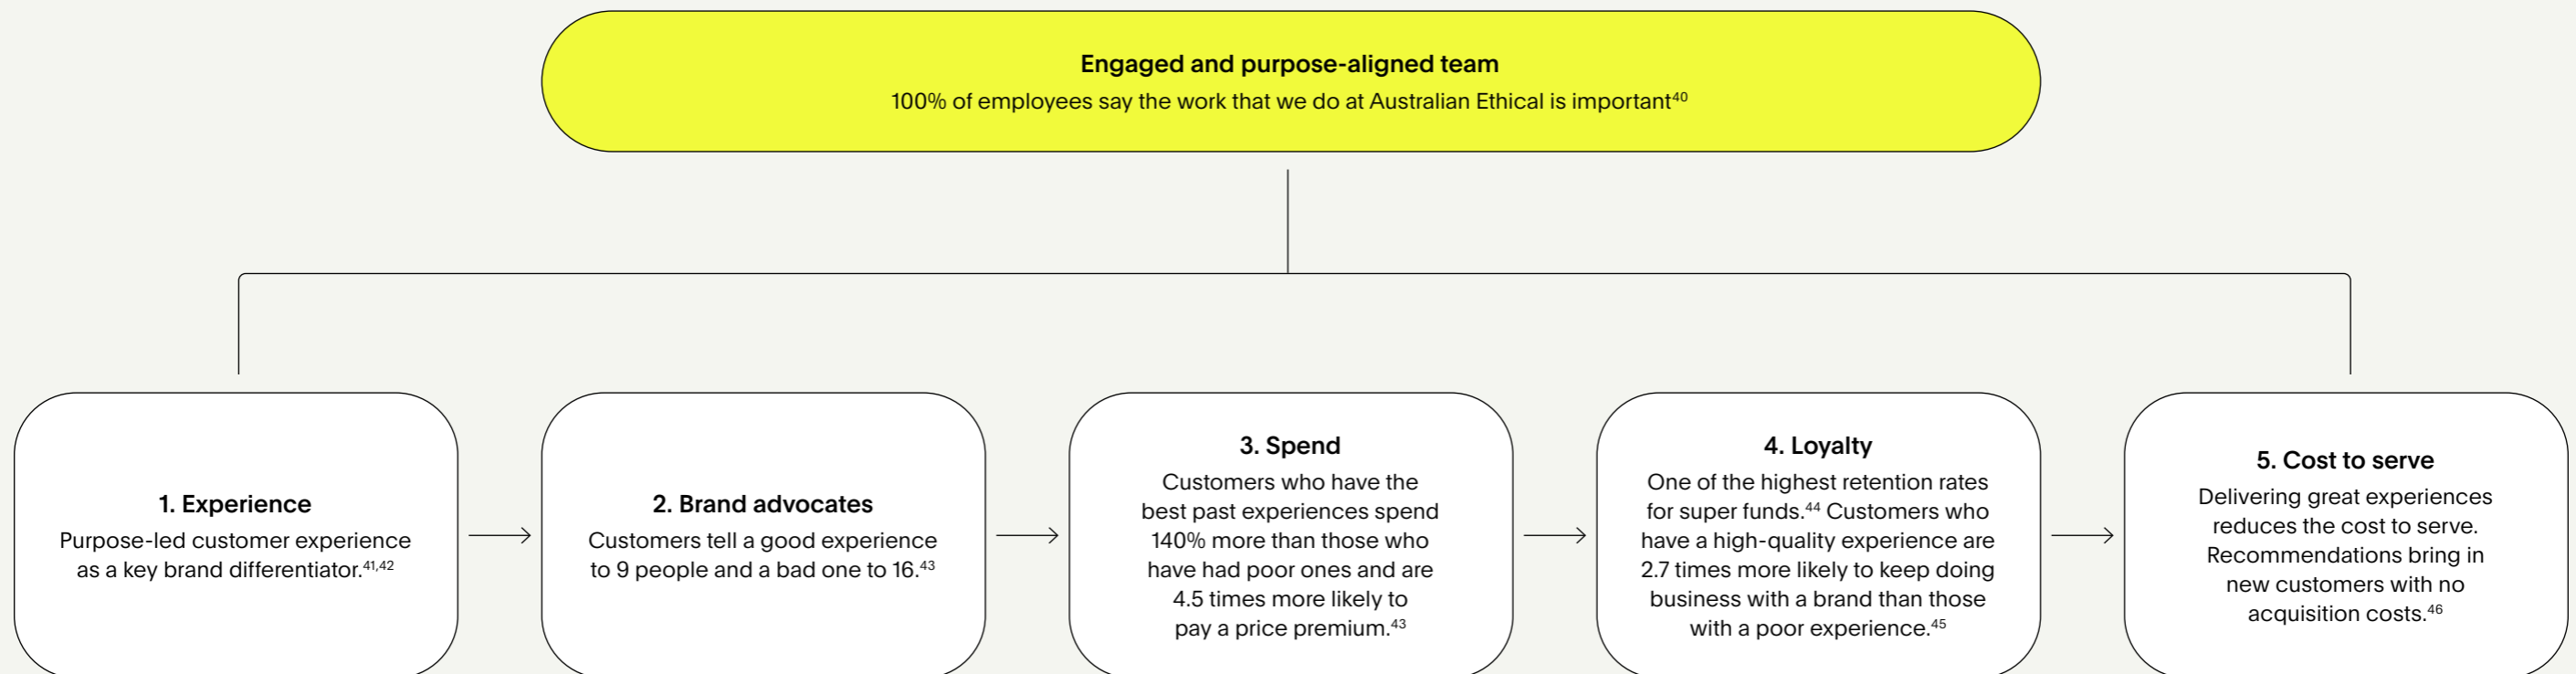 Engaged and purpose-aligned team
100% of employees say the work that we do at Australian Ethical is important40
1. Experience
Purpose-led customer experience
as a key brand differentiator.41,42
2. Brand advocates
Customers tell a good experience
to 9 people and a bad one to 16.43
3. Spend
Customers who have the
best past experiences spend
140% more than those who
have had poor ones and are
4.5 times more likely to
pay a price premium.43
4. Loyalty
One of the highest retention rates
for super funds.44 Customers who
have a high-quality experience are
2.7 times more likely to keep doing
business with a brand than those
with a poor experience.45
5. Cost to serve
Delivering great experiences
reduces the cost to serve.
Recommendations bring in
new customers with no
acquisition costs.46